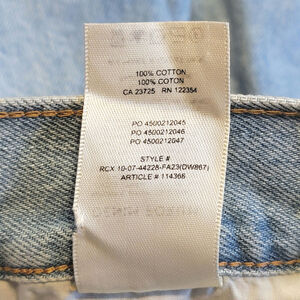 100% COTTON
100% COTON
CA 23725 RN 122354
PO 4500212045
PO 4500212046
PO 4500212047
STYLE #
RCX 10-07-44228-FA23(DW867)
ARTICLE # 114366